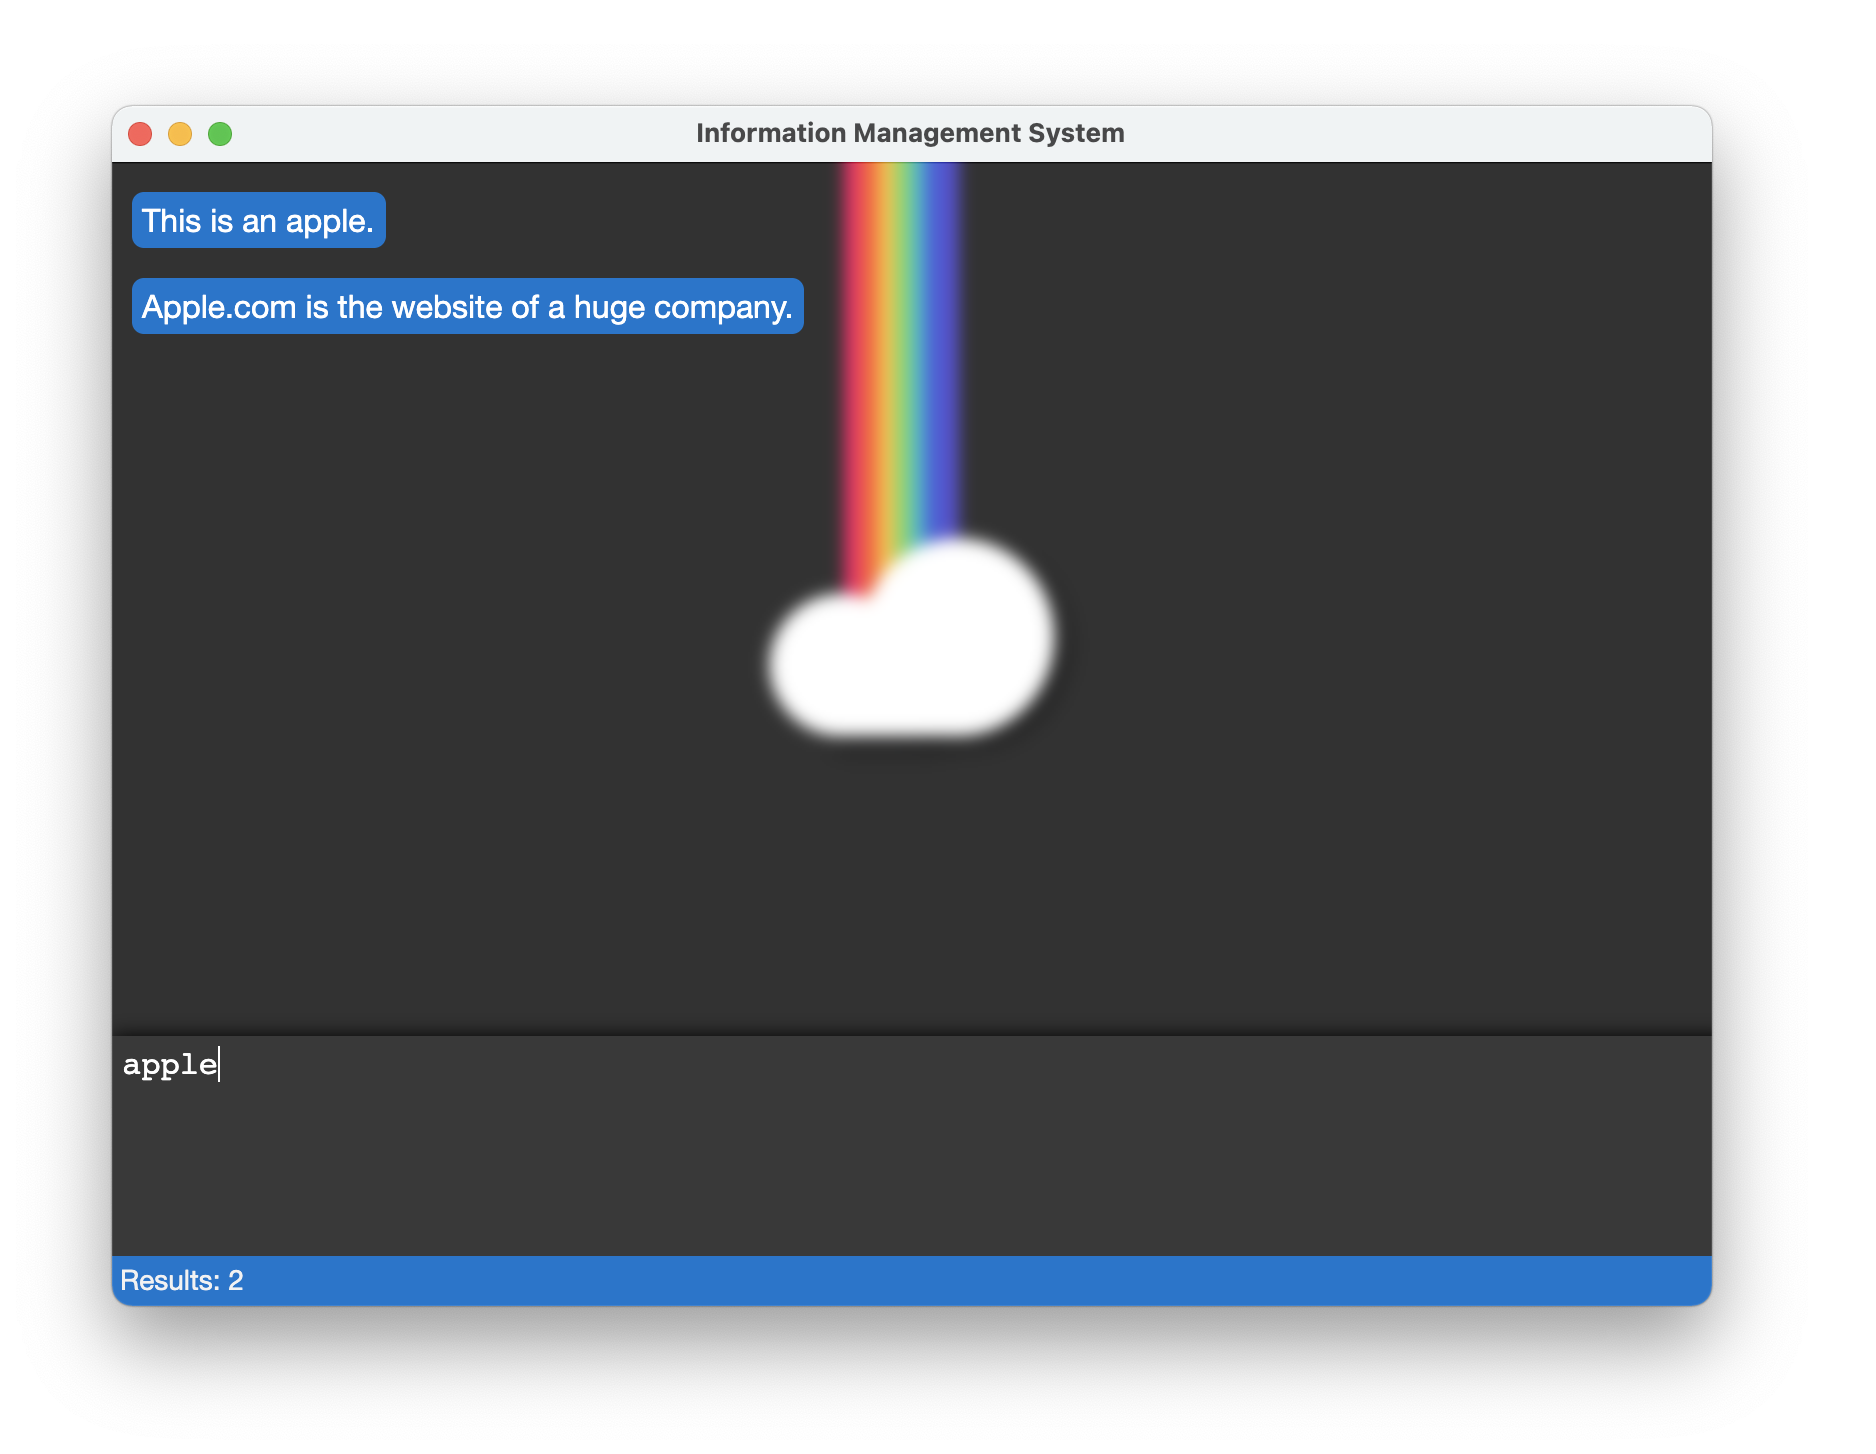 Information Management System
This is an apple.
Apple.com is the website of a huge company.
apple
Results: 2